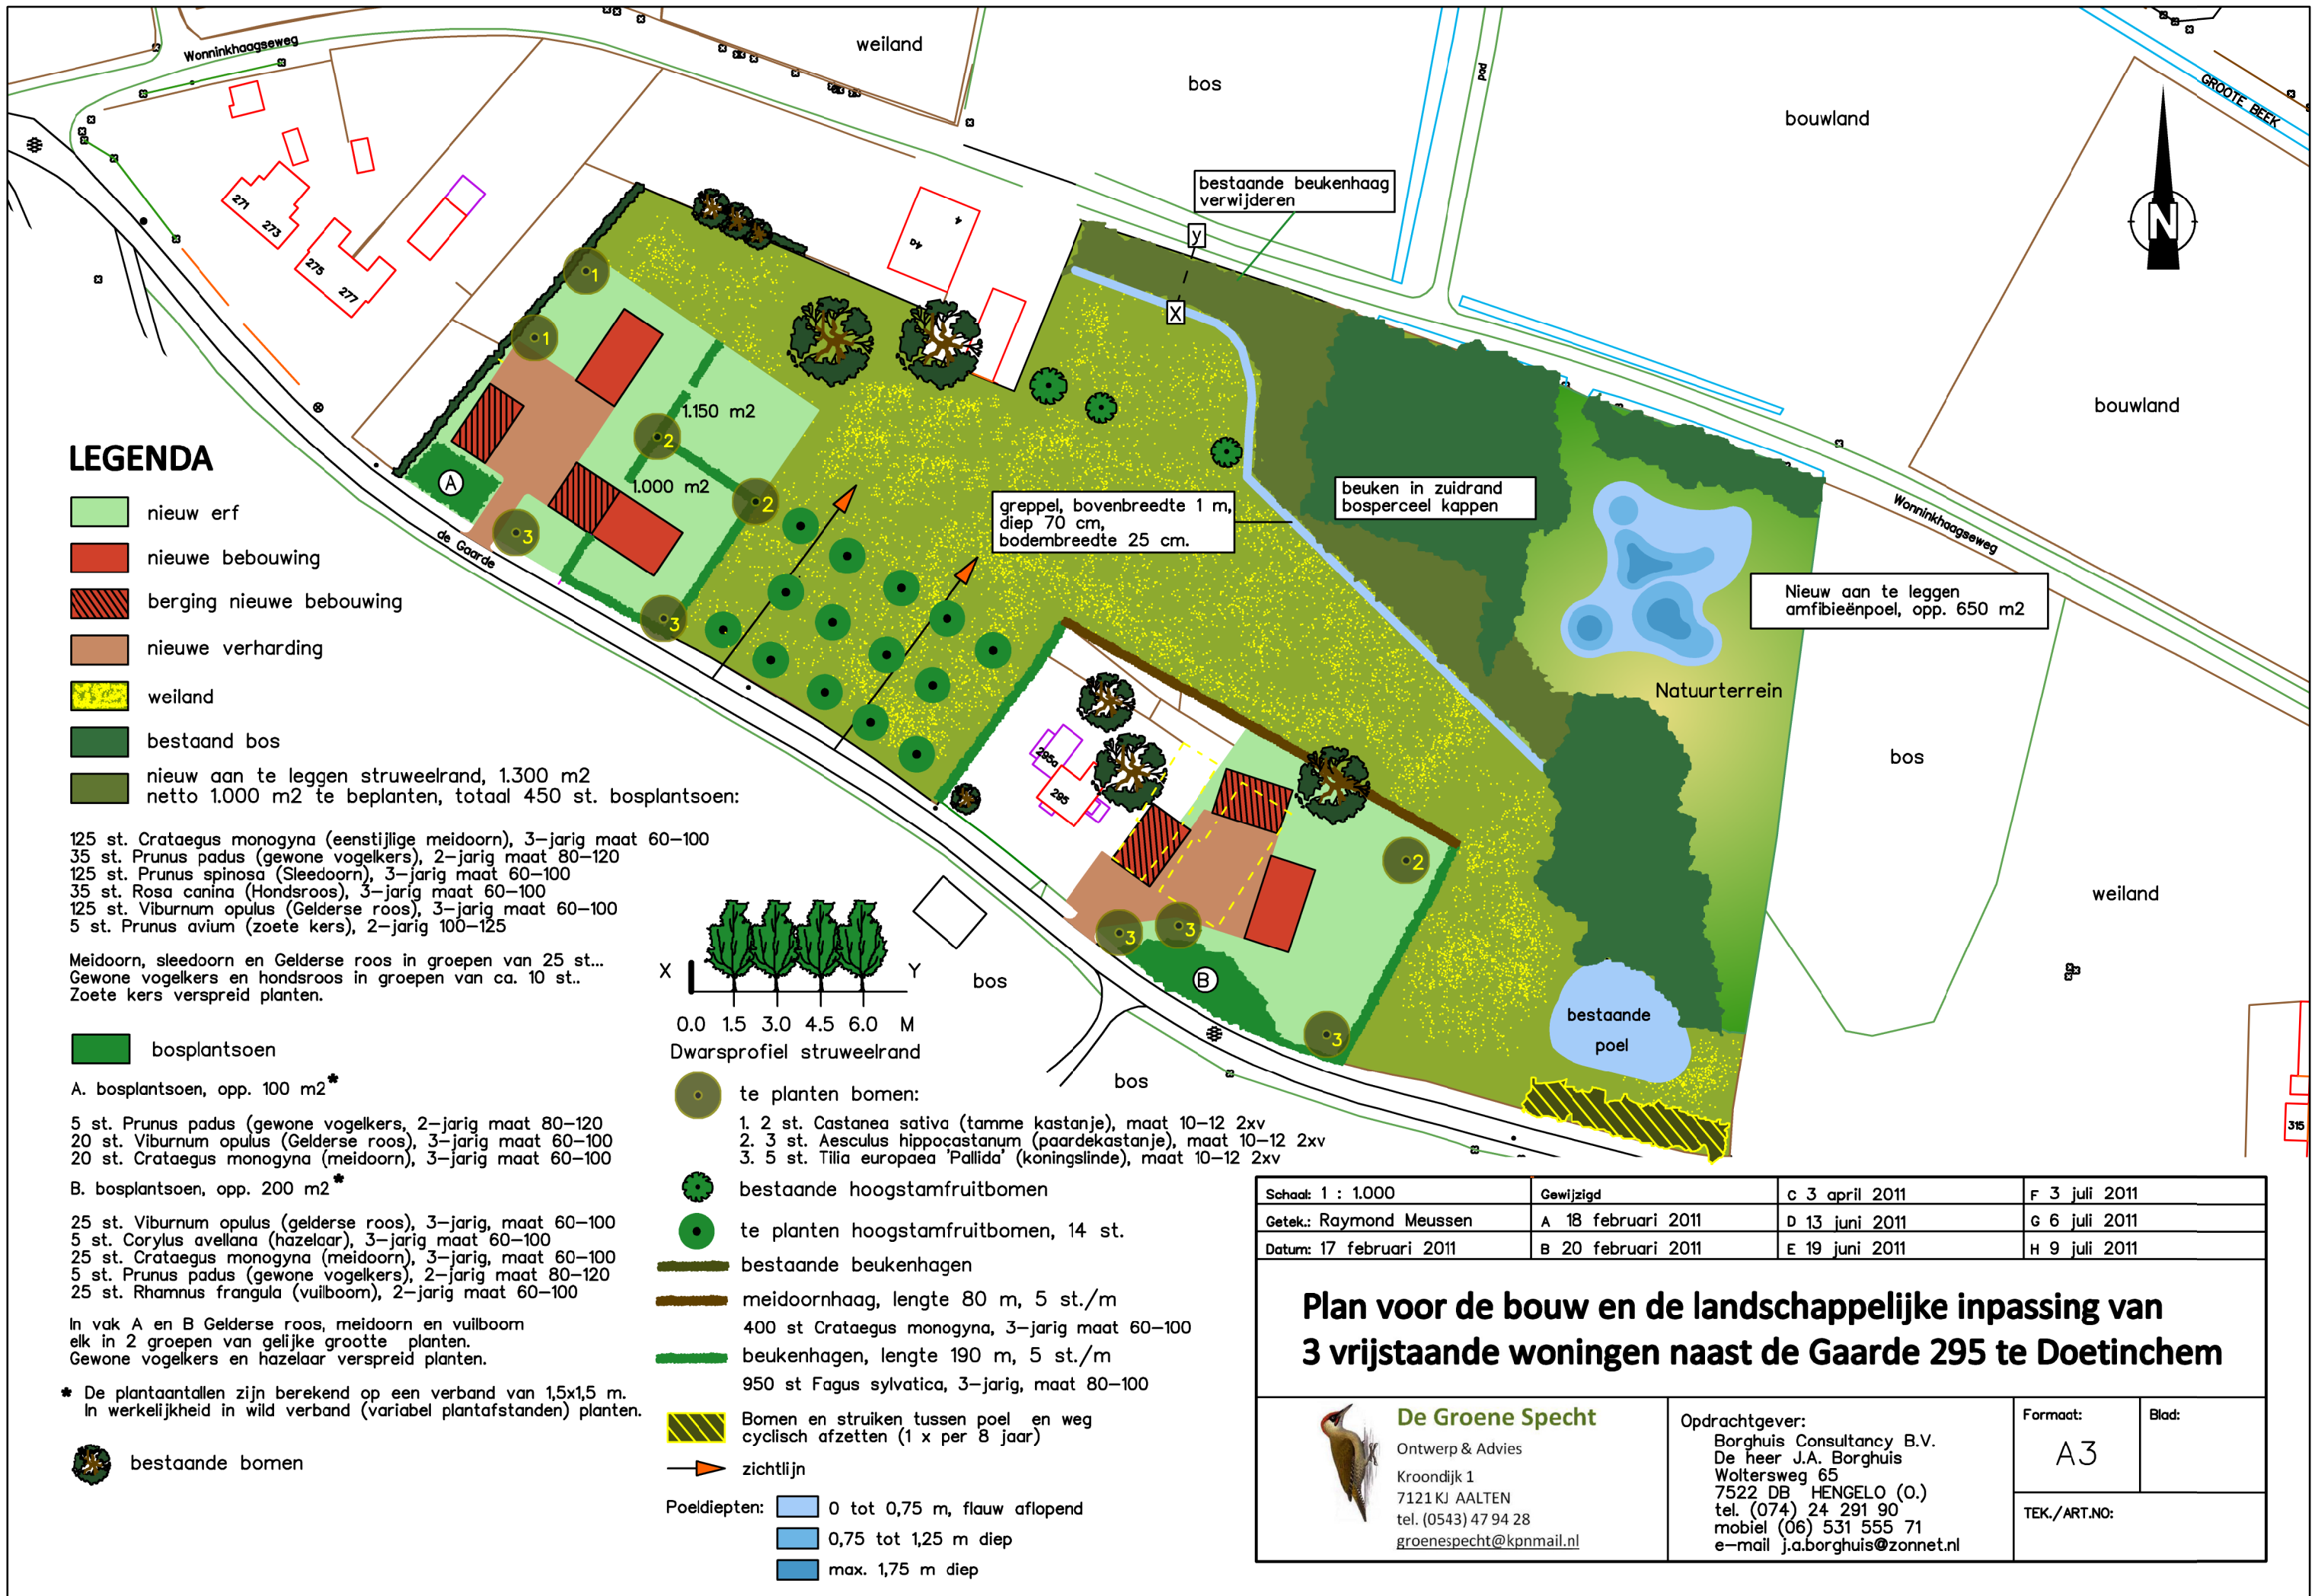 Wonninkhaagseweg
weiland
bos
pad
bouwland
GROOTE BEEK
N
bestaande beukenhaag
verwijderen
y
X
271
273
275
277
1
1
bouwland
1.150 m2
2
1.000 m2
2
A
3
3
de Gaarde
greppel, bovenbreedte 1 m,
diep 70 cm,
bodembreedte 25 cm.
beuken in zuidrand
bosperceel kappen
Wonninkhaagseweg
Nieuw aan te leggen
amfibieënpoel, opp. 650 m2
Natuurterrein
bos
weiland
295a
295
2
3
3
B
3
bos
bos
bestaande
poel
315
LEGENDA
nieuw erf
nieuwe bebouwing
berging nieuwe bebouwing
nieuwe verharding
weiland
bestaand bos
nieuw aan te leggen struweelrand, 1.300 m2
netto 1.000 m2 te beplanten, totaal 450 st. bosplantsoen:
125 st. Crataegus monogyna (eenstijlige meidoorn), 3-jarig maat 60-100
35 st. Prunus padus (gewone vogelkers), 2-jarig maat 80-120
125 st. Prunus spinosa (Sleedoorn), 3-jarig maat 60-100
35 st. Rosa canina (Hondsroos), 3-jarig maat 60-100
125 st. Viburnum opulus (Gelderse roos), 3-jarig maat 60-100
5 st. Prunus avium (zoete kers), 2-jarig 100-125
Meidoorn, sleedoorn en Gelderse roos in groepen van 25 st...
Gewone vogelkers en hondsroos in groepen van ca. 10 st..
Zoete kers verspreid planten.
bosplantsoen
A. bosplantsoen, opp. 100 m2*
5 st. Prunus padus (gewone vogelkers, 2-jarig maat 80-120
20 st. Viburnum opulus (Gelderse roos), 3-jarig maat 60-100
20 st. Crataegus monogyna (meidoorn), 3-jarig maat 60-100
B. bosplantsoen, opp. 200 m2*
25 st. Viburnum opulus (gelderse roos), 3-jarig, maat 60-100
5 st. Corylus avellana (hazelaar), 3-jarig maat 60-100
25 st. Crataegus monogyna (meidoorn), 3-jarig, maat 60-100
5 st. Prunus padus (gewone vogelkers), 2-jarig maat 80-120
25 st. Rhamnus frangula (vuilboom), 2-jarig maat 60-100
In vak A en B Gelderse roos, meidoorn en vuilboom
elk in 2 groepen van gelijke grootte planten.
Gewone vogelkers en hazelaar verspreid planten.
* De plantaantallen zijn berekend op een verband van 1,5x1,5 m.
In werkelijkheid in wild verband (variabel plantafstanden) planten.
bestaande bomen
X Y
0.0 1.5 3.0 4.5 6.0 M
Dwarsprofiel struweelrand
te planten bomen:
1. 2 st. Castanea sativa (tamme kastanje), maat 10-12 2xv
2. 3 st. Aesculus hippocastanum (paardekastanje), maat 10-12 2xv
3. 5 st. Tilia europaea 'Pallida' (koningslinde), maat 10-12 2xv
bestaande hoogstamfruitbomen
te planten hoogstamfruitbomen, 14 st.
bestaande beukenhagen
meidoornhaag, lengte 80 m, 5 st./m
400 st Crataegus monogyna, 3-jarig maat 60-100
beukenhagen, lengte 190 m, 5 st./m
950 st Fagus sylvatica, 3-jarig, maat 80-100
Bomen en struiken tussen poel en weg
cyclisch afzetten (1 x per 8 jaar)
zichtlijn
Poeldiepten:
0 tot 0,75 m, flauw aflopend
0,75 tot 1,25 m diep
max. 1,75 m diep
Schaal: 1 : 1.000
Gewijzigd
C 3 april 2011
F 3 juli 2011
Getek.: Raymond Meussen
A 18 februari 2011
D 13 juni 2011
G 6 juli 2011
Datum: 17 februari 2011
B 20 februari 2011
E 19 juni 2011
H 9 juli 2011
Plan voor de bouw en de landschappelijke inpassing van
3 vrijstaande woningen naast de Gaarde 295 te Doetinchem
De Groene Specht
Ontwerp & Advies
Kroondijk 1
7121 KJ AALTEN
tel. (0543) 47 94 28
groenespecht@kpnmail.nl
Opdrachtgever:
Borghuis Consultancy B.V.
De heer J.A. Borghuis
Woltersweg 65
7522 DB HENGELO (O.)
tel. (074) 24 291 90
mobiel (06) 531 555 71
e-mail j.a.borghuis@zonnet.nl
Formaat:
A3
Blad:
TEK./ART.NO: